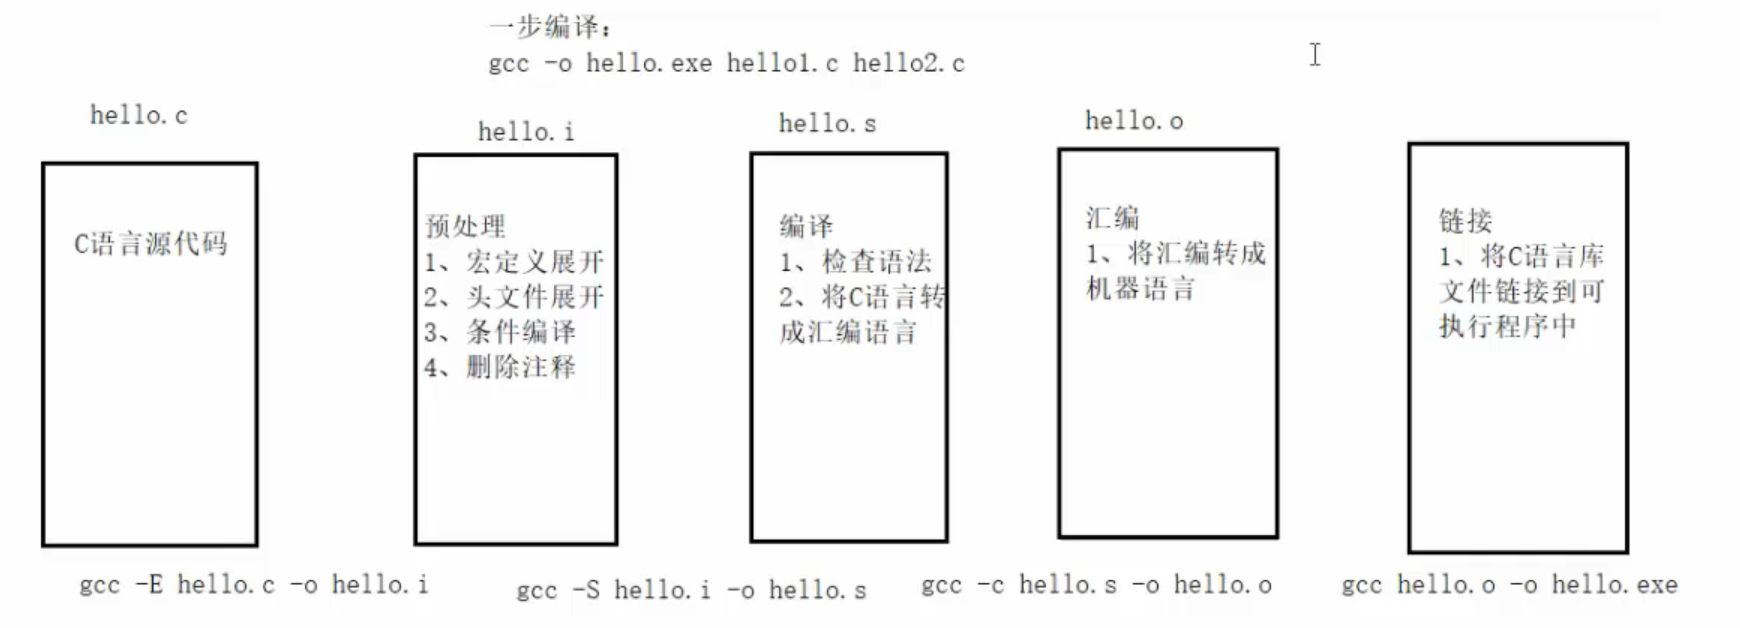 一步编译：
gcc -o hello.exe hello1.c hello2.c
hello.c
hello.i
hello.s
hello.o
C语言源代码
预处理
1、宏定义展开
2、头文件展开
3、条件编译
4、删除注释
编译
1、检查语法
2、将C语言转
成汇编语言
汇编
1、将汇编转成
机器语言
链接
1、将C语言库
文件链接到可
执行程序中
gcc -E hello.c -o hello.i
gcc -S hello.i -o hello.s
gcc -c hello.s -o hello.o
gcc hello.o -o hello.exe